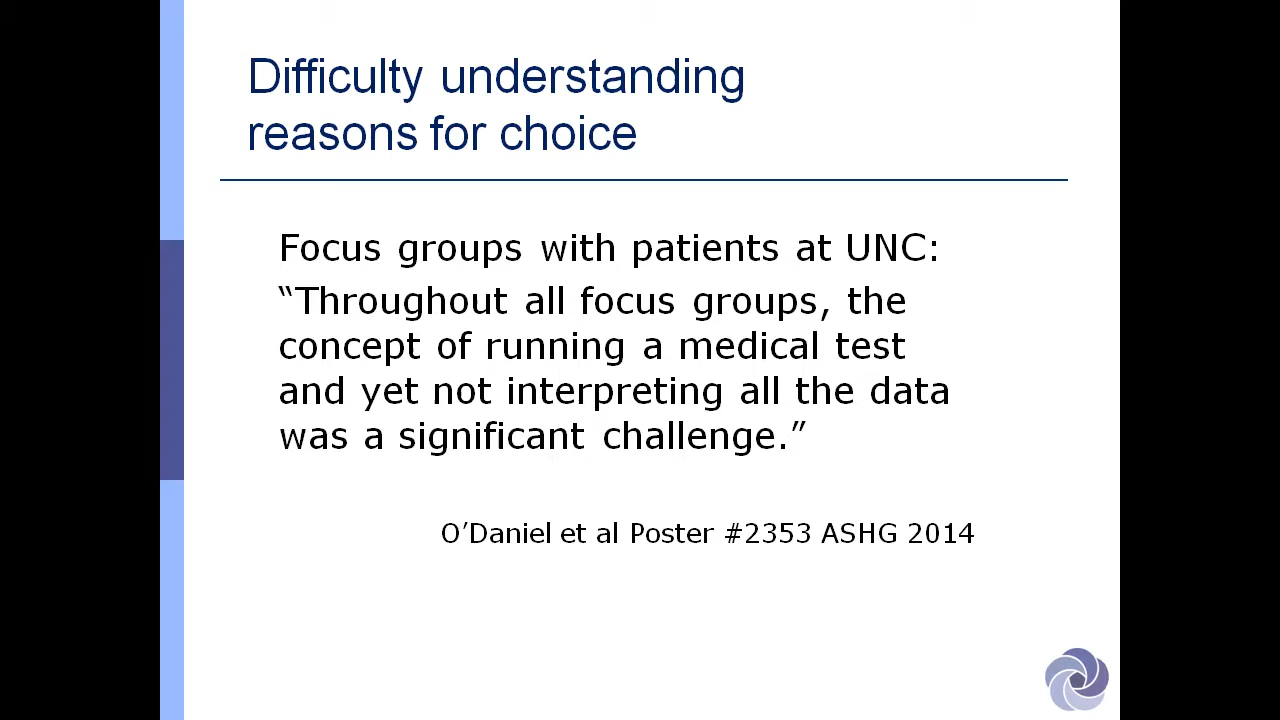 Difficulty understanding
reasons for choice
Focus groups with patients at UNC:
“Throughout all focus groups, the
concept of running a medical test
and yet not interpreting all the data
was a significant challenge.”
O’Daniel et al Poster #2353 ASHG 2014